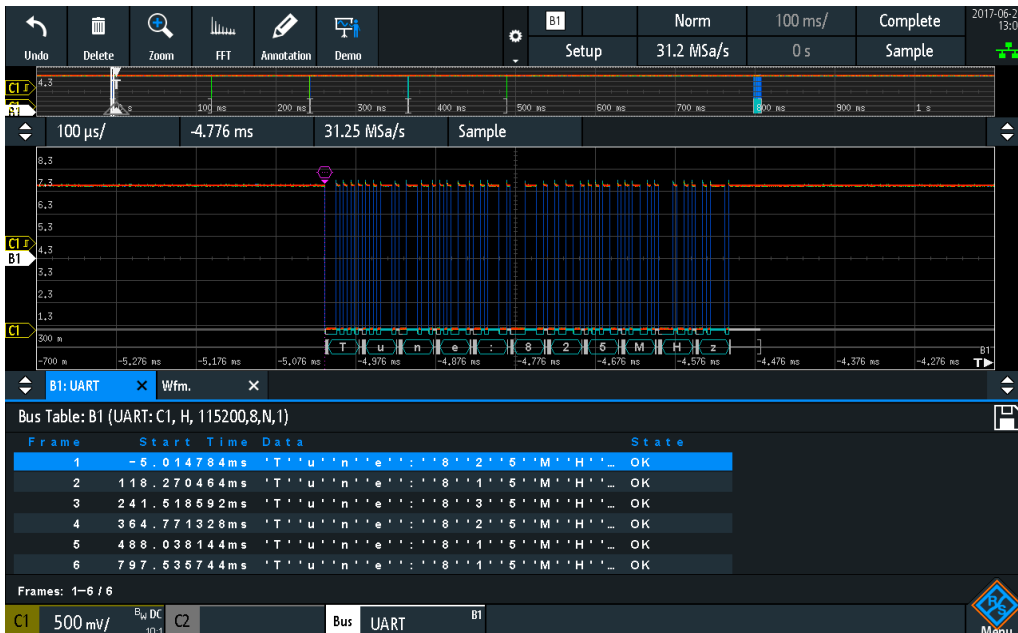 Undo Delete Zoom FFT Annotation Demo
B1 Norm 100 ms/ Complete
Setup 31.2 MSa/s 0 s Sample
2017-06-2
13:0
C1
4.3
100 ms 200 ms 300 ms 400 ms 500 ms 600 ms 700 ms 800 ms 900 ms 1 s
100 µs/ -4.776 ms 31.25 MSa/s Sample
8.3
7.3
6.3
5.3
C1
4.3
B1
3.3
2.3
1.3
C1
300 m
T u n e : 8 2 5 M H z
B1
-700 m -5.276 ms -5.176 ms -5.076 ms -4.976 ms -4.876 ms -4.776 ms -4.676 ms -4.576 ms -4.476 ms -4.376 ms -4.276 ms T
B1: UART Wfm.
Bus Table: B1 (UART: C1, H, 115200,8,N,1)
Frame Start Time Data State
1 -5.014784ms 'T''u''n''e'':''8''2''5''M''H''… OK
2 118.270464ms 'T''u''n''e'':''8''1''5''M''H''… OK
3 241.518592ms 'T''u''n''e'':''8''3''5''M''H''… OK
4 364.771328ms 'T''u''n''e'':''8''2''5''M''H''… OK
5 488.038144ms 'T''u''n''e'':''8''1''5''M''H''… OK
6 797.535744ms 'T''u''n''e'':''8''1''5''M''H''… OK
Frames: 1-6 / 6
C1 500 mV/ BW DC 10:1 C2 Bus UART B1
R&S
Menu